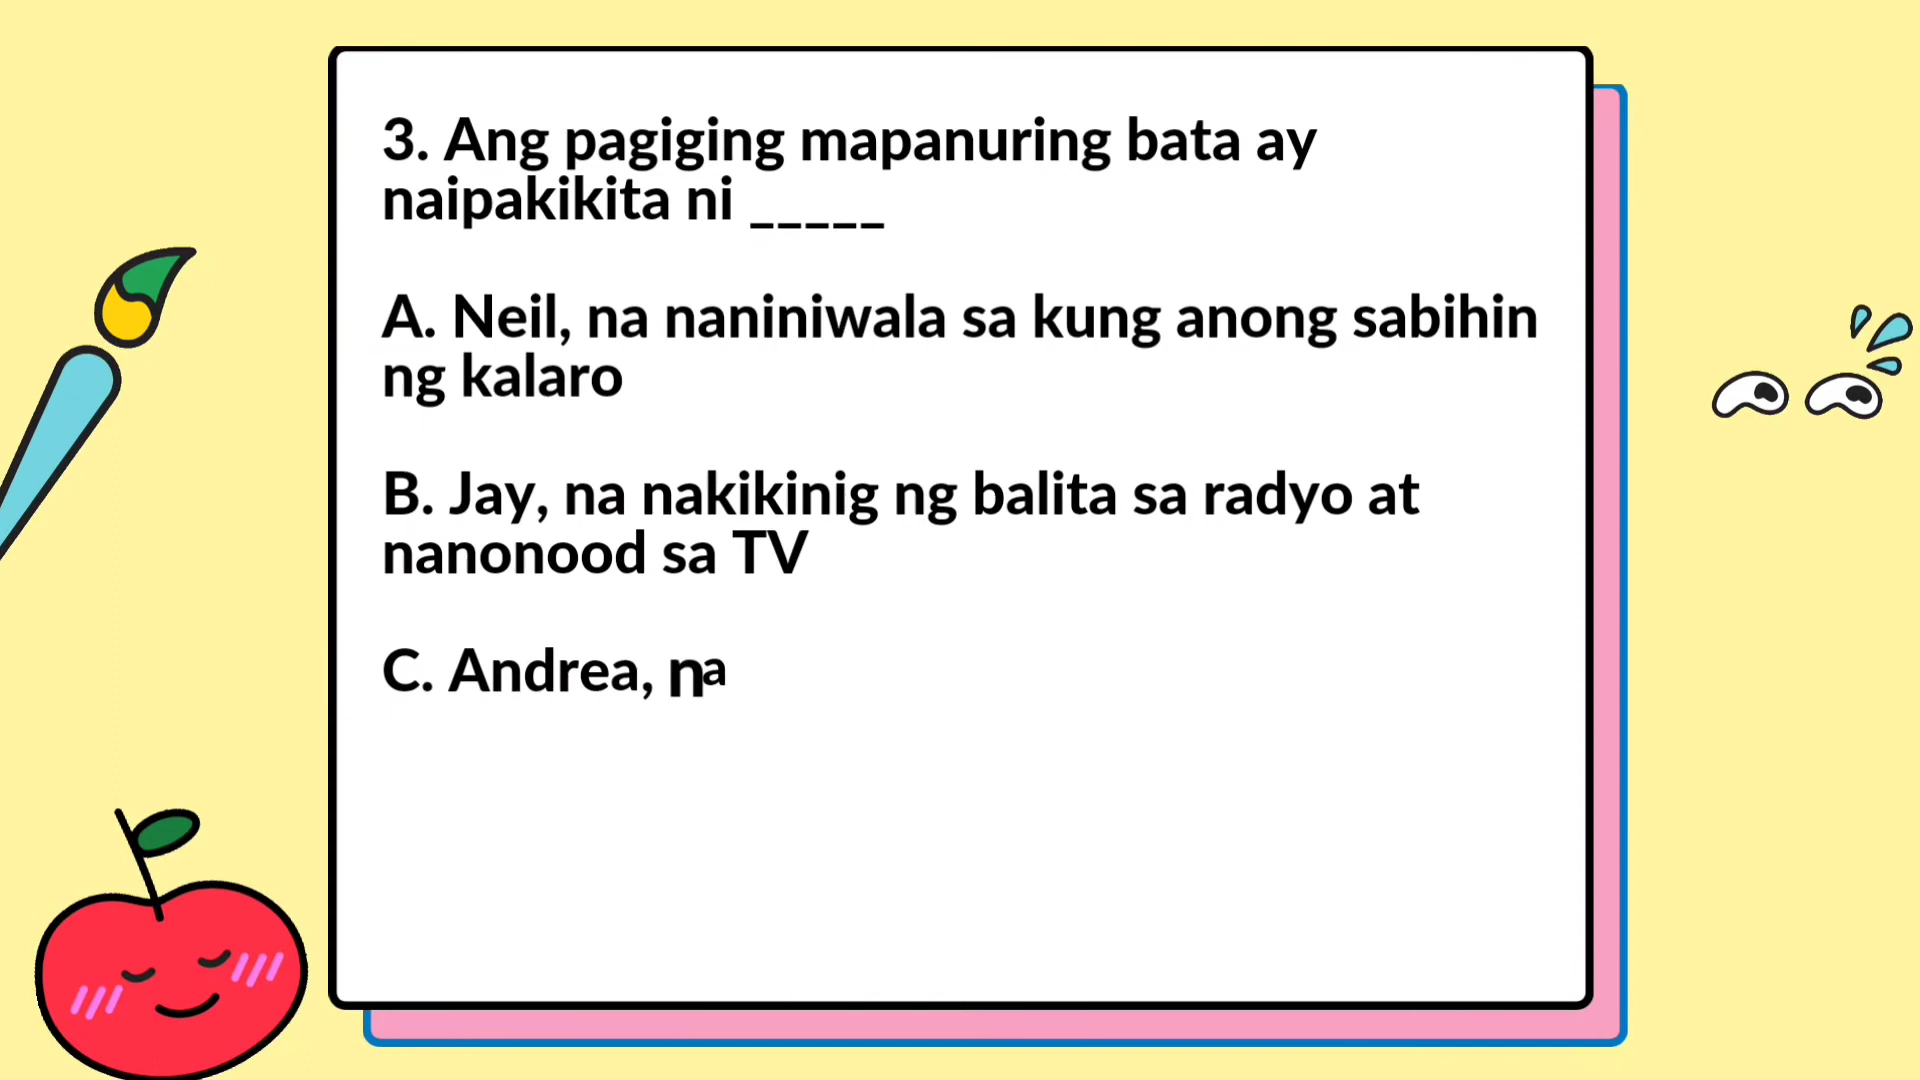 3. Ang pagiging mapanuring bata ay
naipakikita ni _____
A. Neil, na naniniwala sa kung anong sabihin
ng kalaro
B. Jay, na nakikinig ng balita sa radyo at
nanonood sa TV
C. Andrea, na